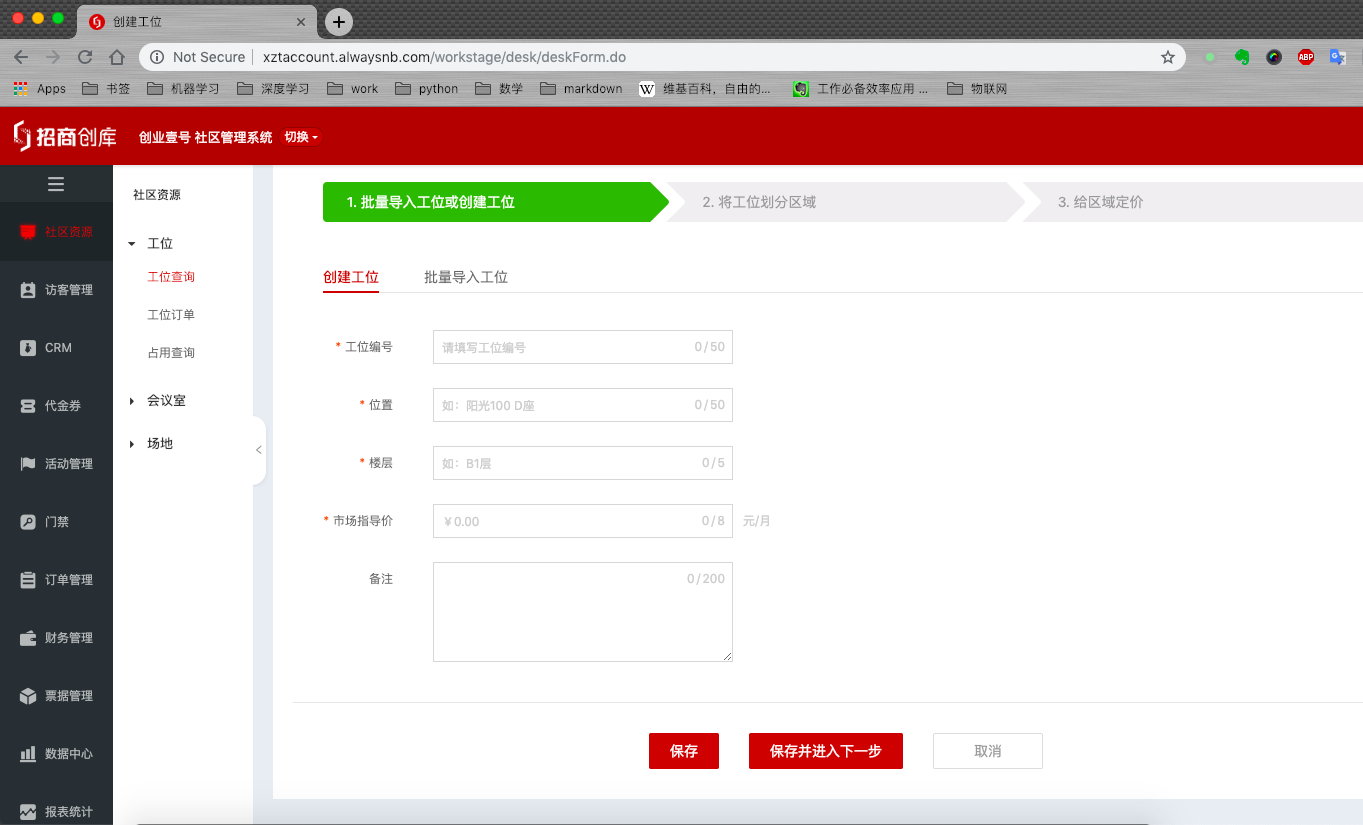 创建工位
Not Secure
xztaccount.alwaysnb.com/workstage/desk/deskForm.do
ABP
G
Apps
书签
机器学习
深度学习
work
python
数学
markdown
W
维基百科，自由的...
工作必备效率应用 ...
物联网
招商创库
创业壹号 社区管理系统
切换
社区资源
访客管理
CRM
代金券
活动管理
门禁
订单管理
财务管理
票据管理
数据中心
报表统计
社区资源
工位
工位查询
工位订单
占用查询
会议室
场地
1. 批量导入工位或创建工位
2. 将工位划分区域
3. 给区域定价
创建工位
批量导入工位
* 工位编号
请填写工位编号
0/50
* 位置
如：阳光100 D座
0/50
* 楼层
如：B1层
0/5
* 市场指导价
￥0.00
0/8
元/月
备注
0/200
保存
保存并进入下一步
取消